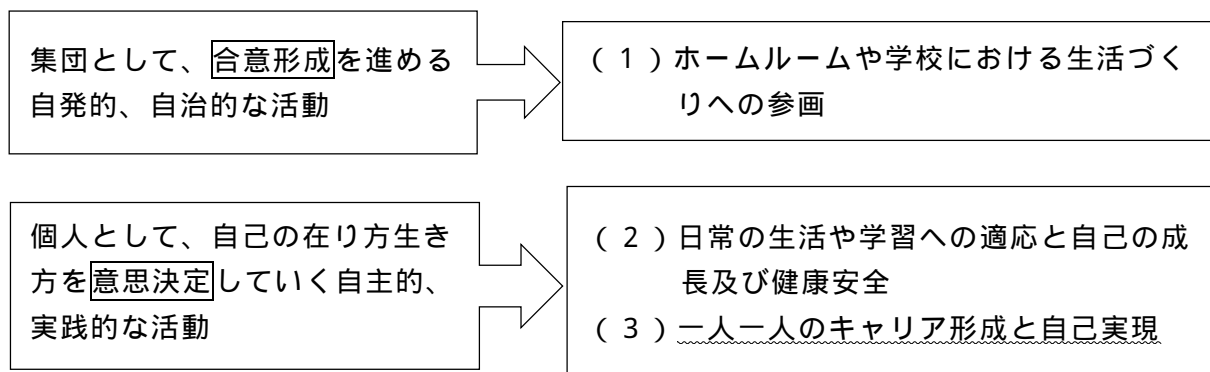 集団として、合意形成を進める
自発的、自治的な活動
（１）ホームルームや学校における生活づく
りへの参画
個人として、自己の在り方生き
方を意思決定していく自主的、
実践的な活動
（２）日常の生活や学習への適応と自己の成
長及び健康安全
（３）一人一人のキャリア形成と自己実現